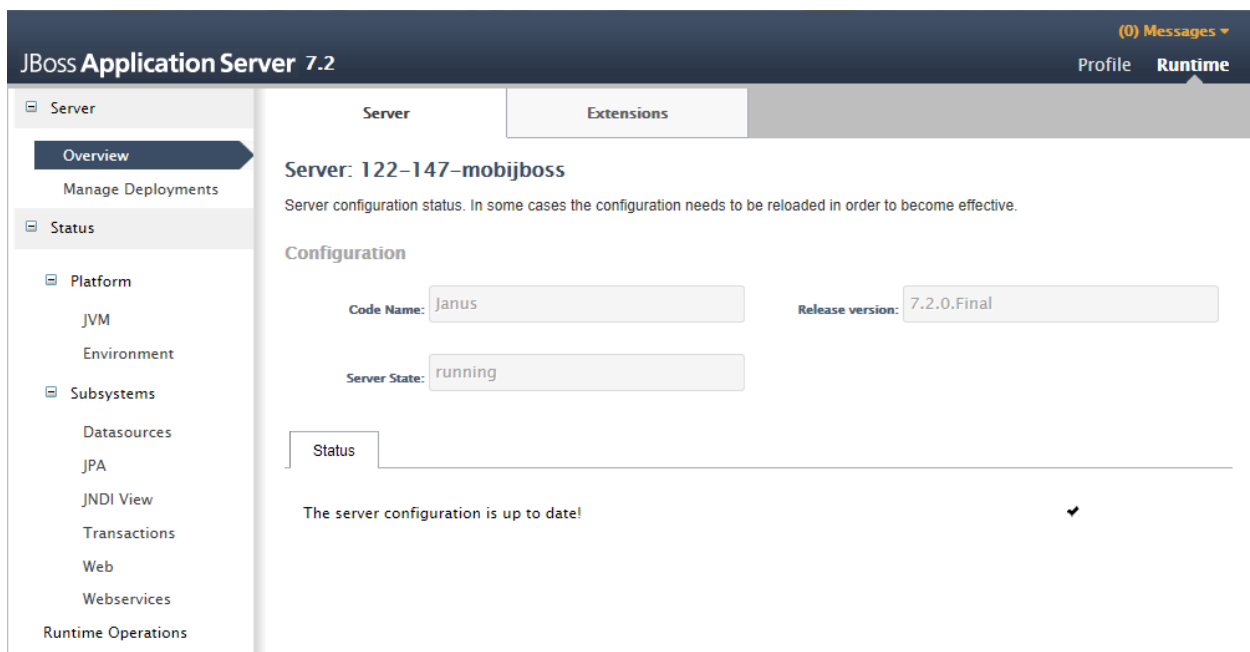 (0) Messages
JBoss Application Server 7.2
Profile Runtime
Server
Overview
Manage Deployments
Status
Platform
JVM
Environment
Subsystems
Datasources
JPA
JNDI View
Transactions
Web
Webservices
Runtime Operations
Server Extensions
Server: 122-147-mobijboss
Server configuration status. In some cases the configuration needs to be reloaded in order to become effective.
Configuration
Code Name: Janus Release version: 7.2.0.Final
Server State: running
Status
The server configuration is up to date!